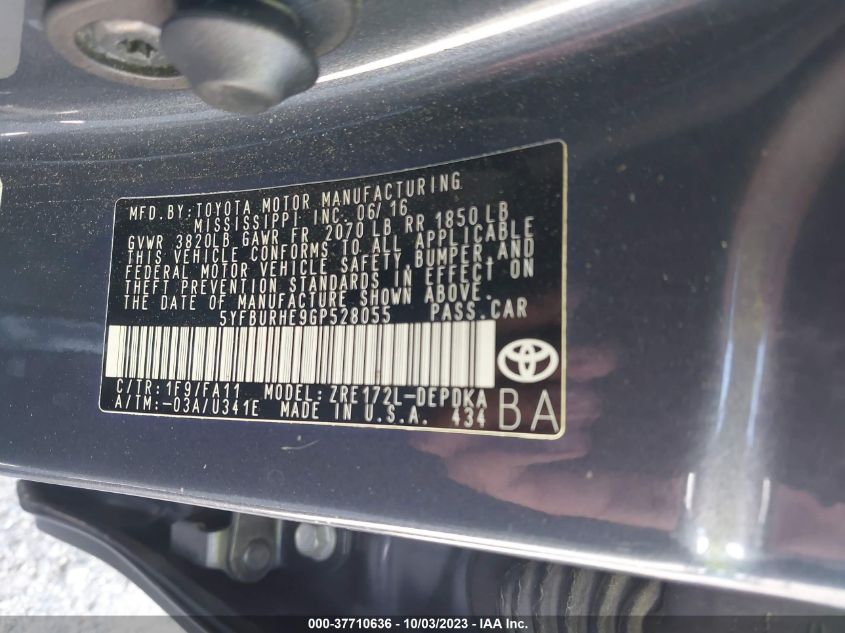 MFD.BY:TOYOTA MOTOR MANUFACTURING
MISSISSIPPI INC. 06/16
GVWR 3820LB GAWR FR 2070 LB RR 1850 LB
THIS VEHICLE CONFORMS TO ALL APPLICABLE
FEDERAL MOTOR VEHICLE SAFETY, BUMPER,AND
THEFT PREVENTION STANDARDS IN EFFECT ON
THE DATE OF MANUFACTURE SHOWN ABOVE.
5YFBURHE9GP528055 PASS.CAR
C/TR:1F9/FA11 MODEL:ZRE172L-DEPDKA
A/TM:-03A/U341E MADE IN U.S.A. 434 BA
000-37710636 - 10/03/2023 - IAA Inc.